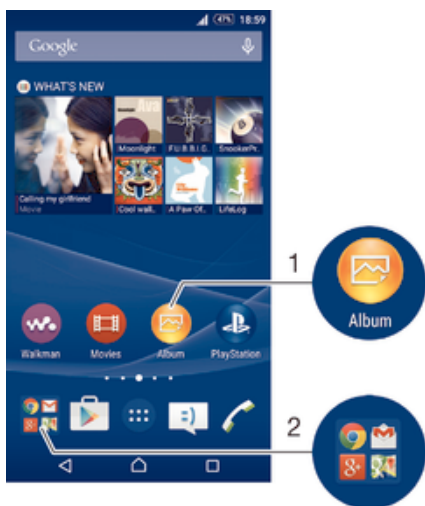 47% 18:59
Google
WHAT'S NEW
Moonlight F.U.B.B.I.C. SnookerPr..
Calling my girlfriend
Movie
Cool wall.. A Paw Of.. LifeLog
1
Album
Walkman Movies Album PlayStation
2